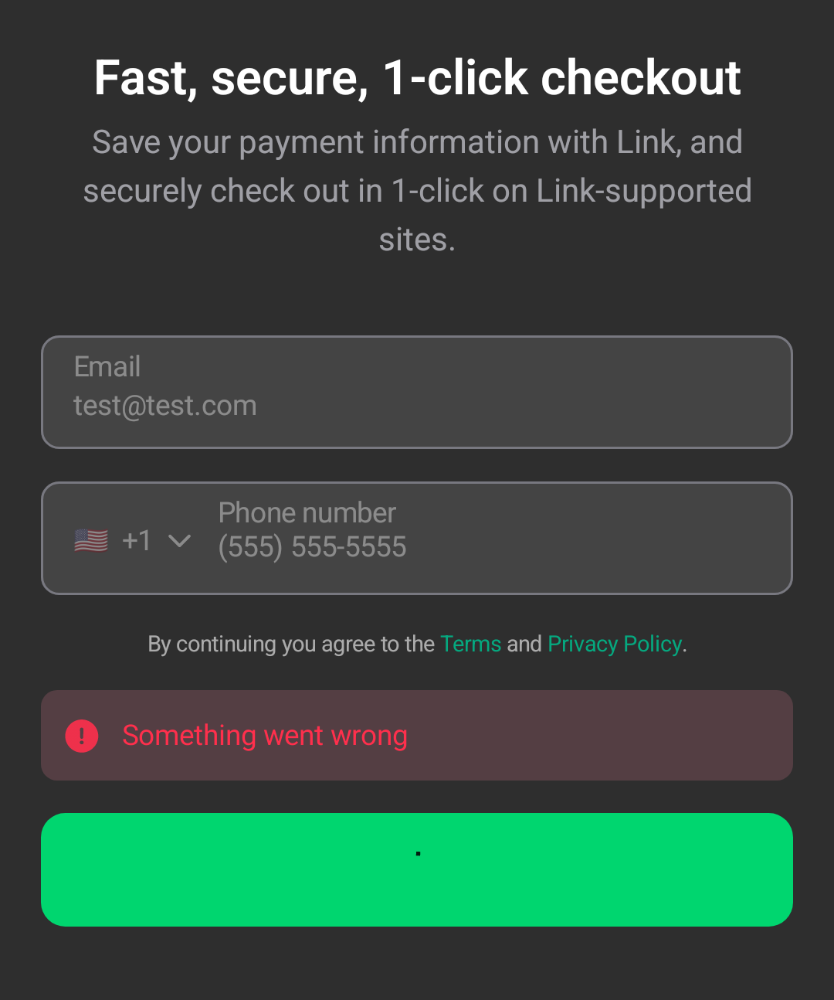 Fast, secure, 1-click checkout
Save your payment information with Link, and
securely check out in 1-click on Link-supported
sites.
Email
test@test.com
Phone number
+1
(555) 555-5555
By continuing you agree to the Terms and Privacy Policy.
Something went wrong